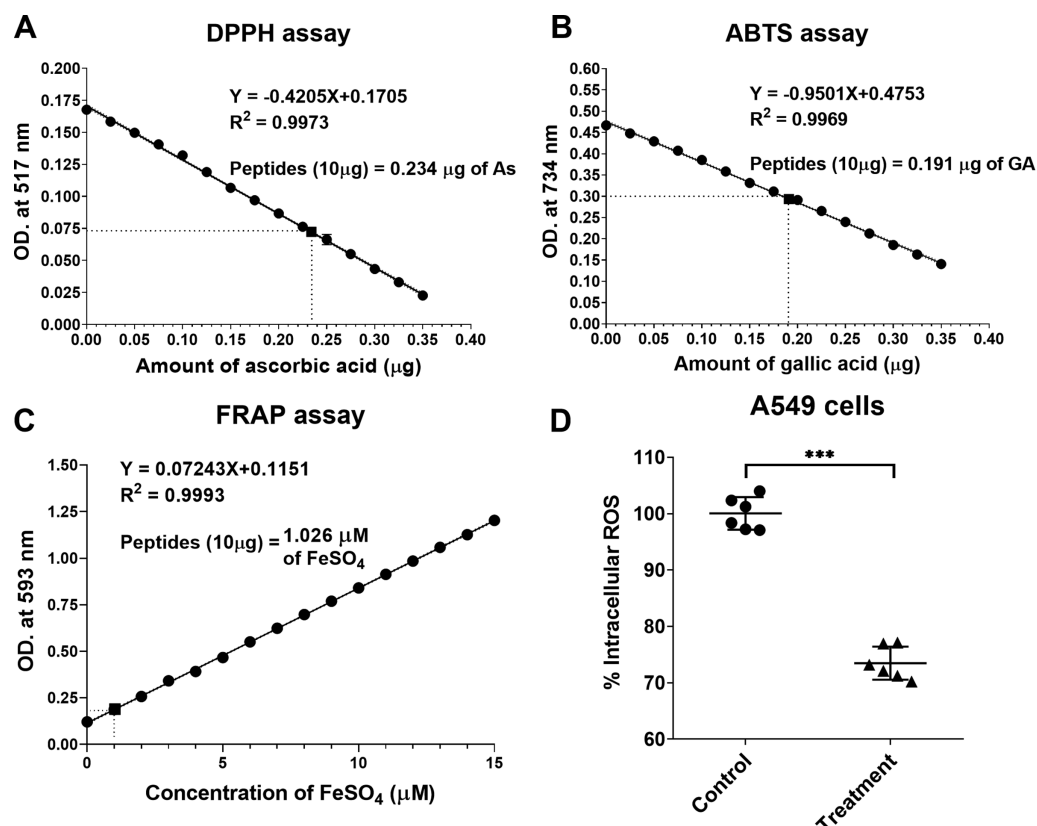 A
DPPH assay
OD. at 517 nm
0.200
0.175
0.150
0.125
0.100
0.075
0.050
0.025
0.000
Y = -0.4205X+0.1705
R² = 0.9973
Peptides (10μg) = 0.234 μg of As
0.00 0.05 0.10 0.15 0.20 0.25 0.30 0.35 0.40
Amount of ascorbic acid (μg)
B
ABTS assay
OD. at 734 nm
0.60
0.55
0.50
0.45
0.40
0.35
0.30
0.25
0.20
0.15
0.10
0.05
0.00
Y = -0.9501X+0.4753
R² = 0.9969
Peptides (10μg) = 0.191 μg of GA
0.00 0.05 0.10 0.15 0.20 0.25 0.30 0.35 0.40
Amount of gallic acid (μg)
C
FRAP assay
OD. at 593 nm
1.50
1.25
1.00
0.75
0.50
0.25
0.00
Y = 0.07243X+0.1151
R² = 0.9993
Peptides (10μg) = 1.026 μM
of FeSO₄
0 5 10 15
Concentration of FeSO₄ (μM)
D
A549 cells
% Intracellular ROS
110
100
90
80
70
60
***
Control
Treatment